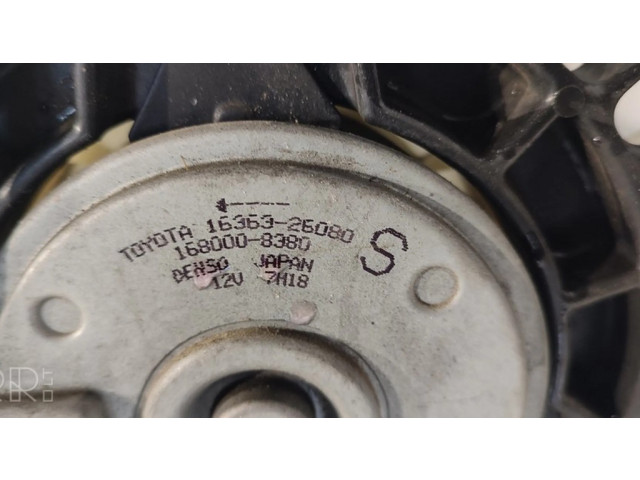 TOYOTA 16363-26080
168000-8380
DENSO JAPAN
12V 7H18
S